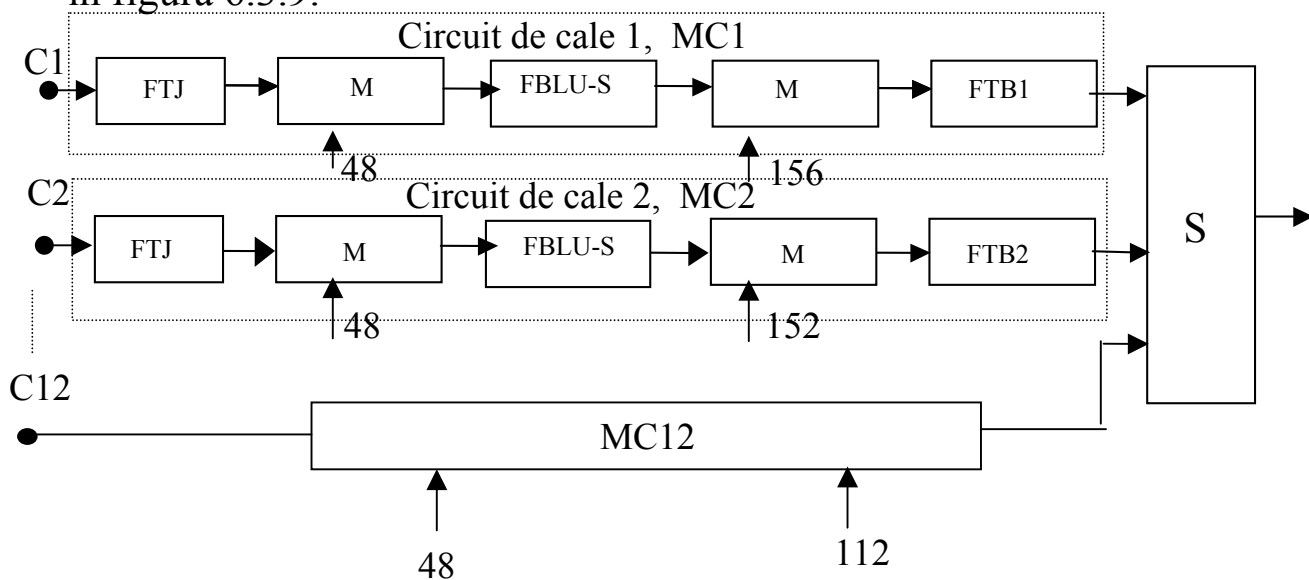 în figura 6.3.9.
Circuit de cale 1, MC1
C1
FTJ
M
FBLU-S
M
FTB1
48
156
Circuit de cale 2, MC2
C2
FTJ
M
FBLU-S
M
FTB2
S
48
152
C12
MC12
48
112